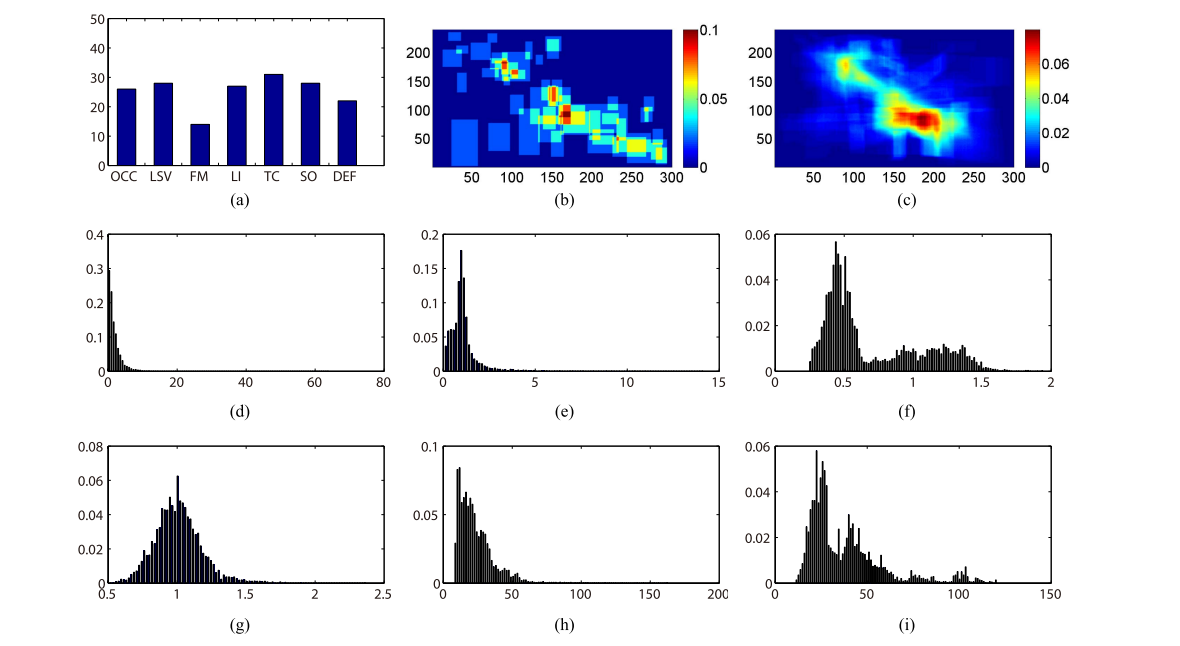 50
40
30
20
10
0
OCC LSV FM LI TC SO DEF
(a)
200
150
100
50
50 100 150 200 250 300
0.1
0.05
0
(b)
200
150
100
50
50 100 150 200 250 300
0.06
0.04
0.02
0
(c)
0.4
0.3
0.2
0.1
0
0 20 40 60 80
(d)
0.2
0.15
0.1
0.05
0
0 5 10 15
(e)
0.06
0.04
0.02
0
0 0.5 1 1.5 2
(f)
0.08
0.06
0.04
0.02
0
0.5 1 1.5 2 2.5
(g)
0.1
0.05
0
0 50 100 150 200
(h)
0.06
0.04
0.02
0
0 50 100 150
(i)